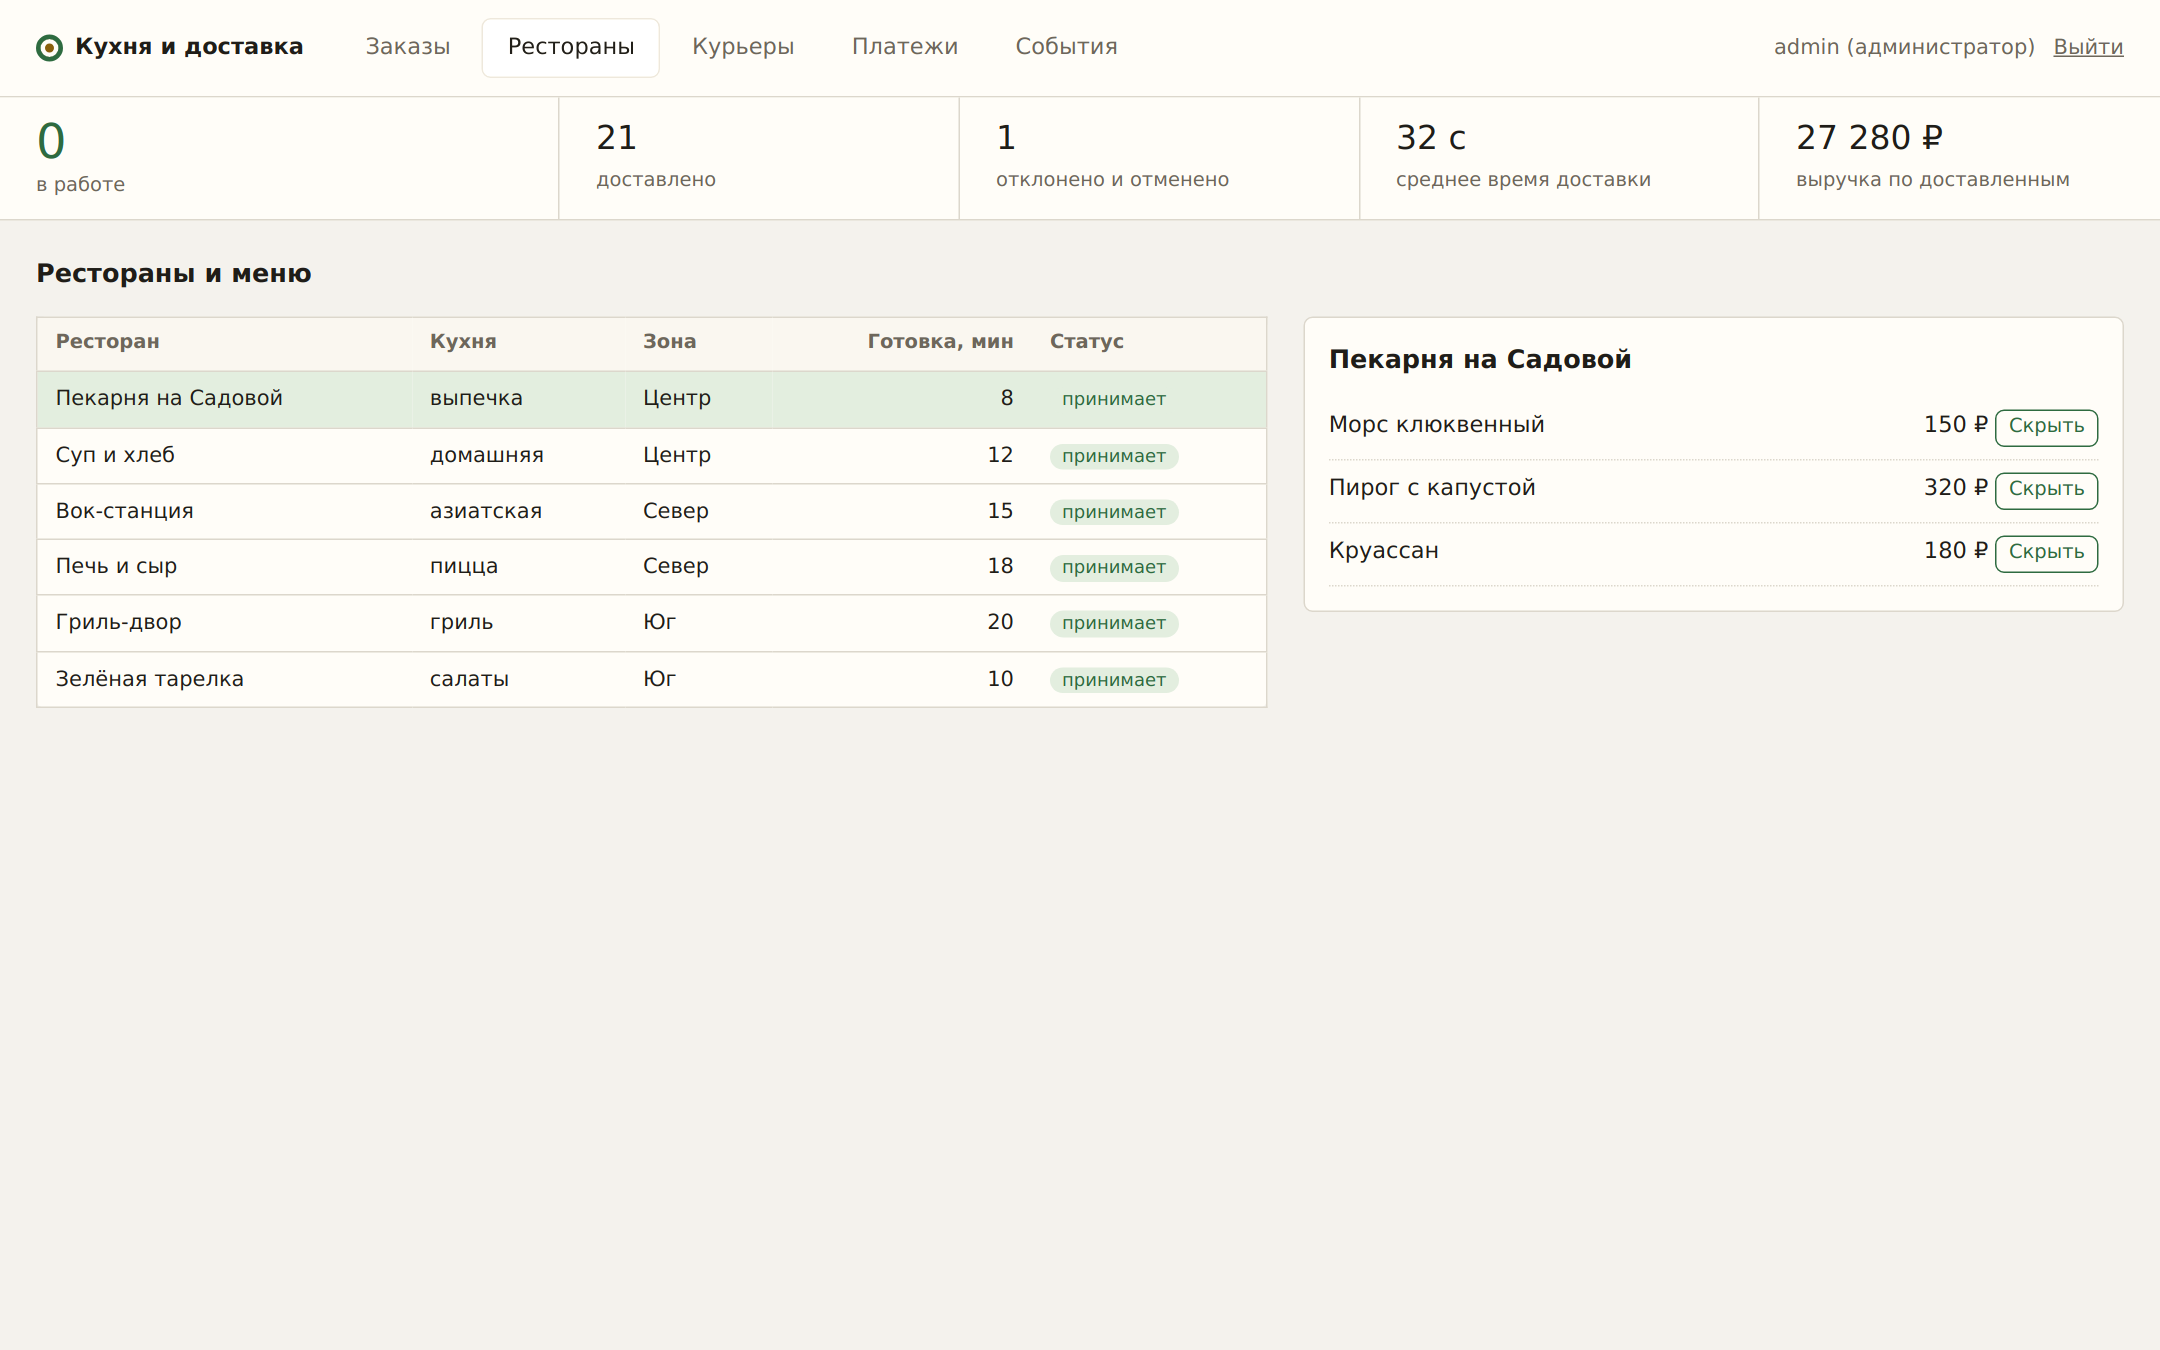 Кухня и доставка Заказы Рестораны Курьеры Платежи События admin (администратор) Выйти
0 21 1 32 с 27 280 ₽
в работе доставлено отклонено и отменено среднее время доставки выручка по доставленным
Рестораны и меню
Ресторан Кухня Зона Готовка, мин Статус
Пекарня на Садовой выпечка Центр 8 принимает
Суп и хлеб домашняя Центр 12 принимает
Вок-станция азиатская Север 15 принимает
Печь и сыр пицца Север 18 принимает
Гриль-двор гриль Юг 20 принимает
Зелёная тарелка салаты Юг 10 принимает
Пекарня на Садовой
Морс клюквенный 150 ₽ Скрыть
Пирог с капустой 320 ₽ Скрыть
Круассан 180 ₽ Скрыть